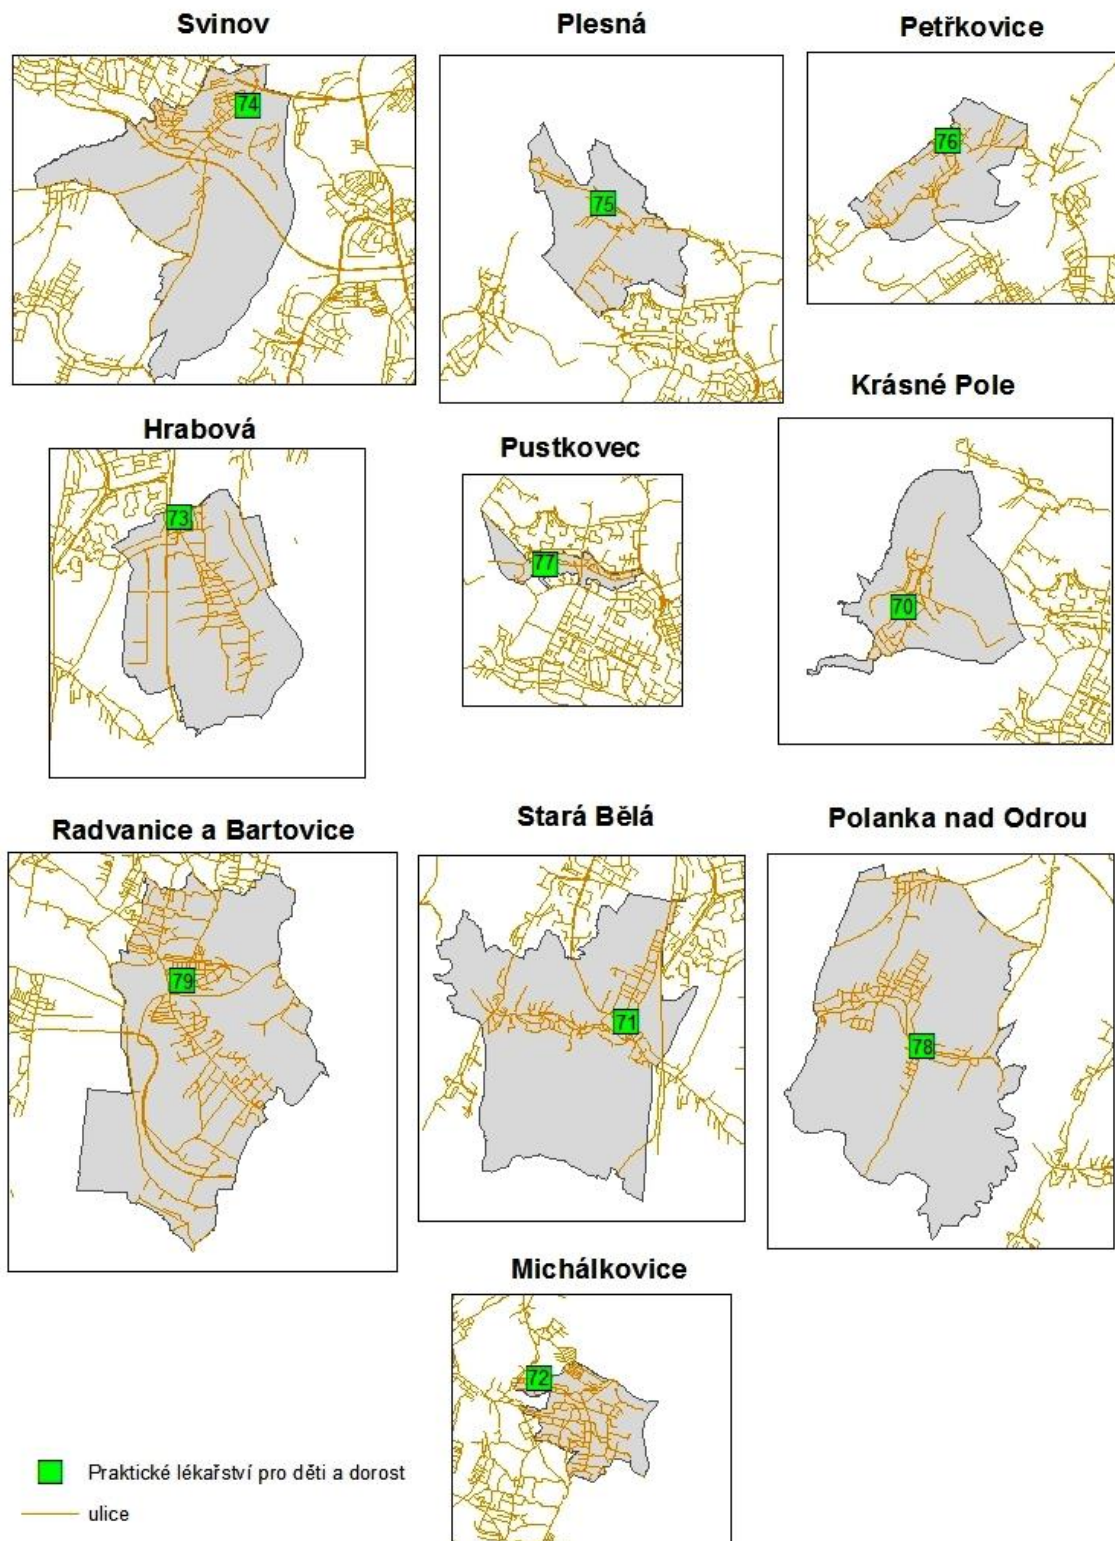 Svinov
Plesná
Petřkovice
74
75
76
Hrabová
Pustkovec
Krásné Pole
73
77
70
Radvanice a Bartovice
Stará Bělá
Polanka nad Odrou
79
71
78
Michálkovice
72
Praktické lékařství pro děti a dorost
ulice